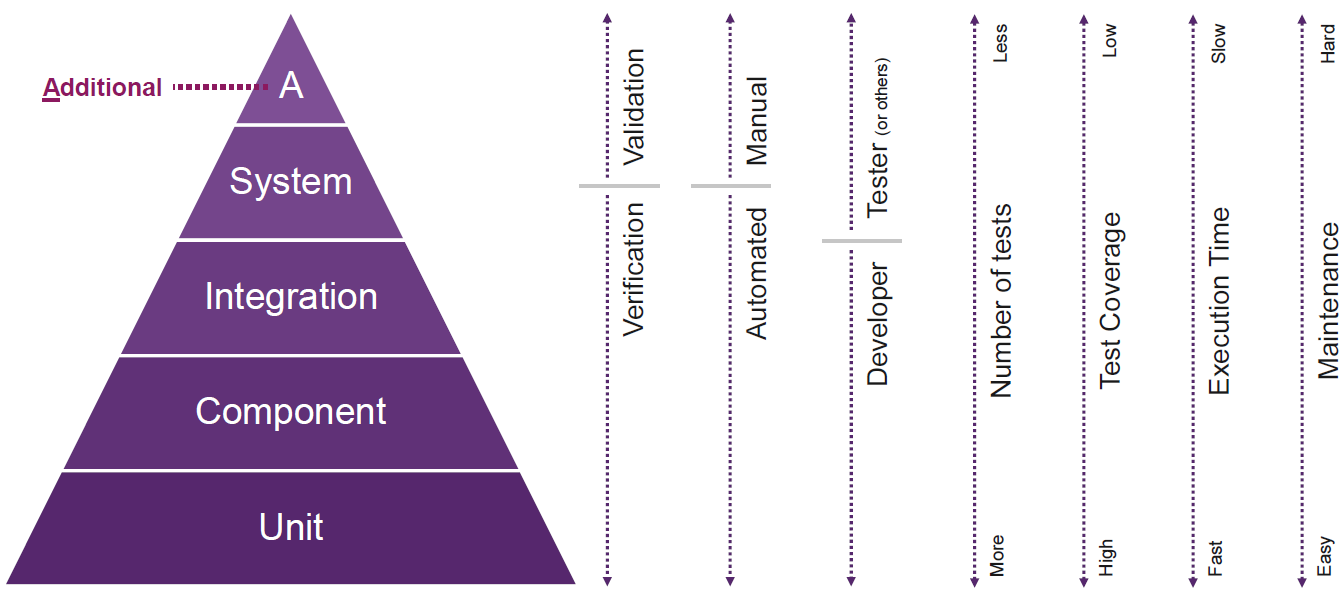 Additional
A
System
Integration
Component
Unit
Validation
Verification
Manual
Automated
Tester (or others)
Developer
Less
Number of tests
More
Low
Test Coverage
High
Slow
Execution Time
Fast
Hard
Maintenance
Easy